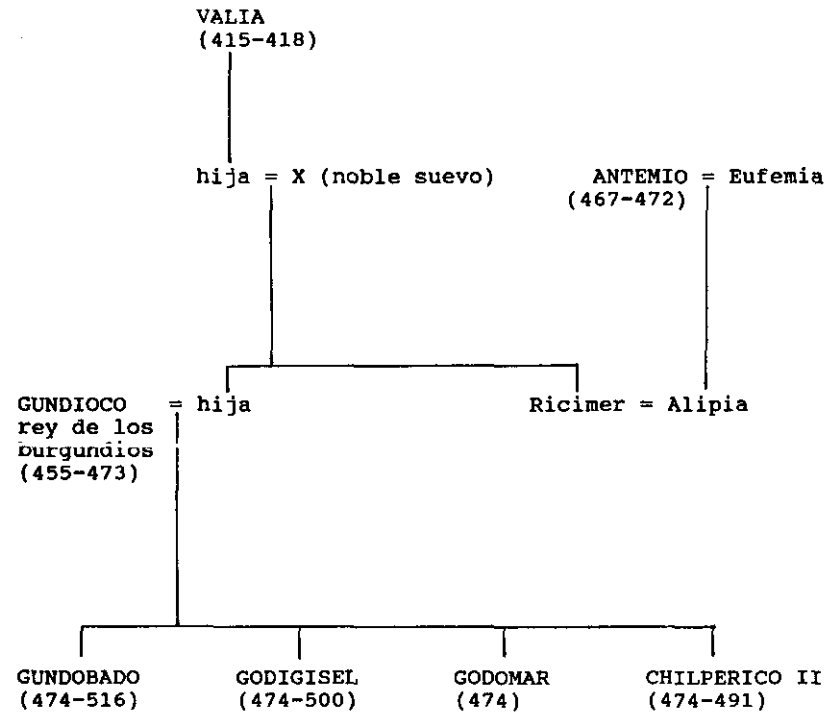 VALIA
(415-418)
hija = X (noble suevo)
ANTEMIO = Eufemia
(467-472)
GUNDIOCO = hija
rey de los
burgundios
(455-473)
Ricimer = Alipia
GUNDOBADO
(474-516)
GODIGISEL
(474-500)
GODOMAR
(474)
CHILPERICO II
(474-491)